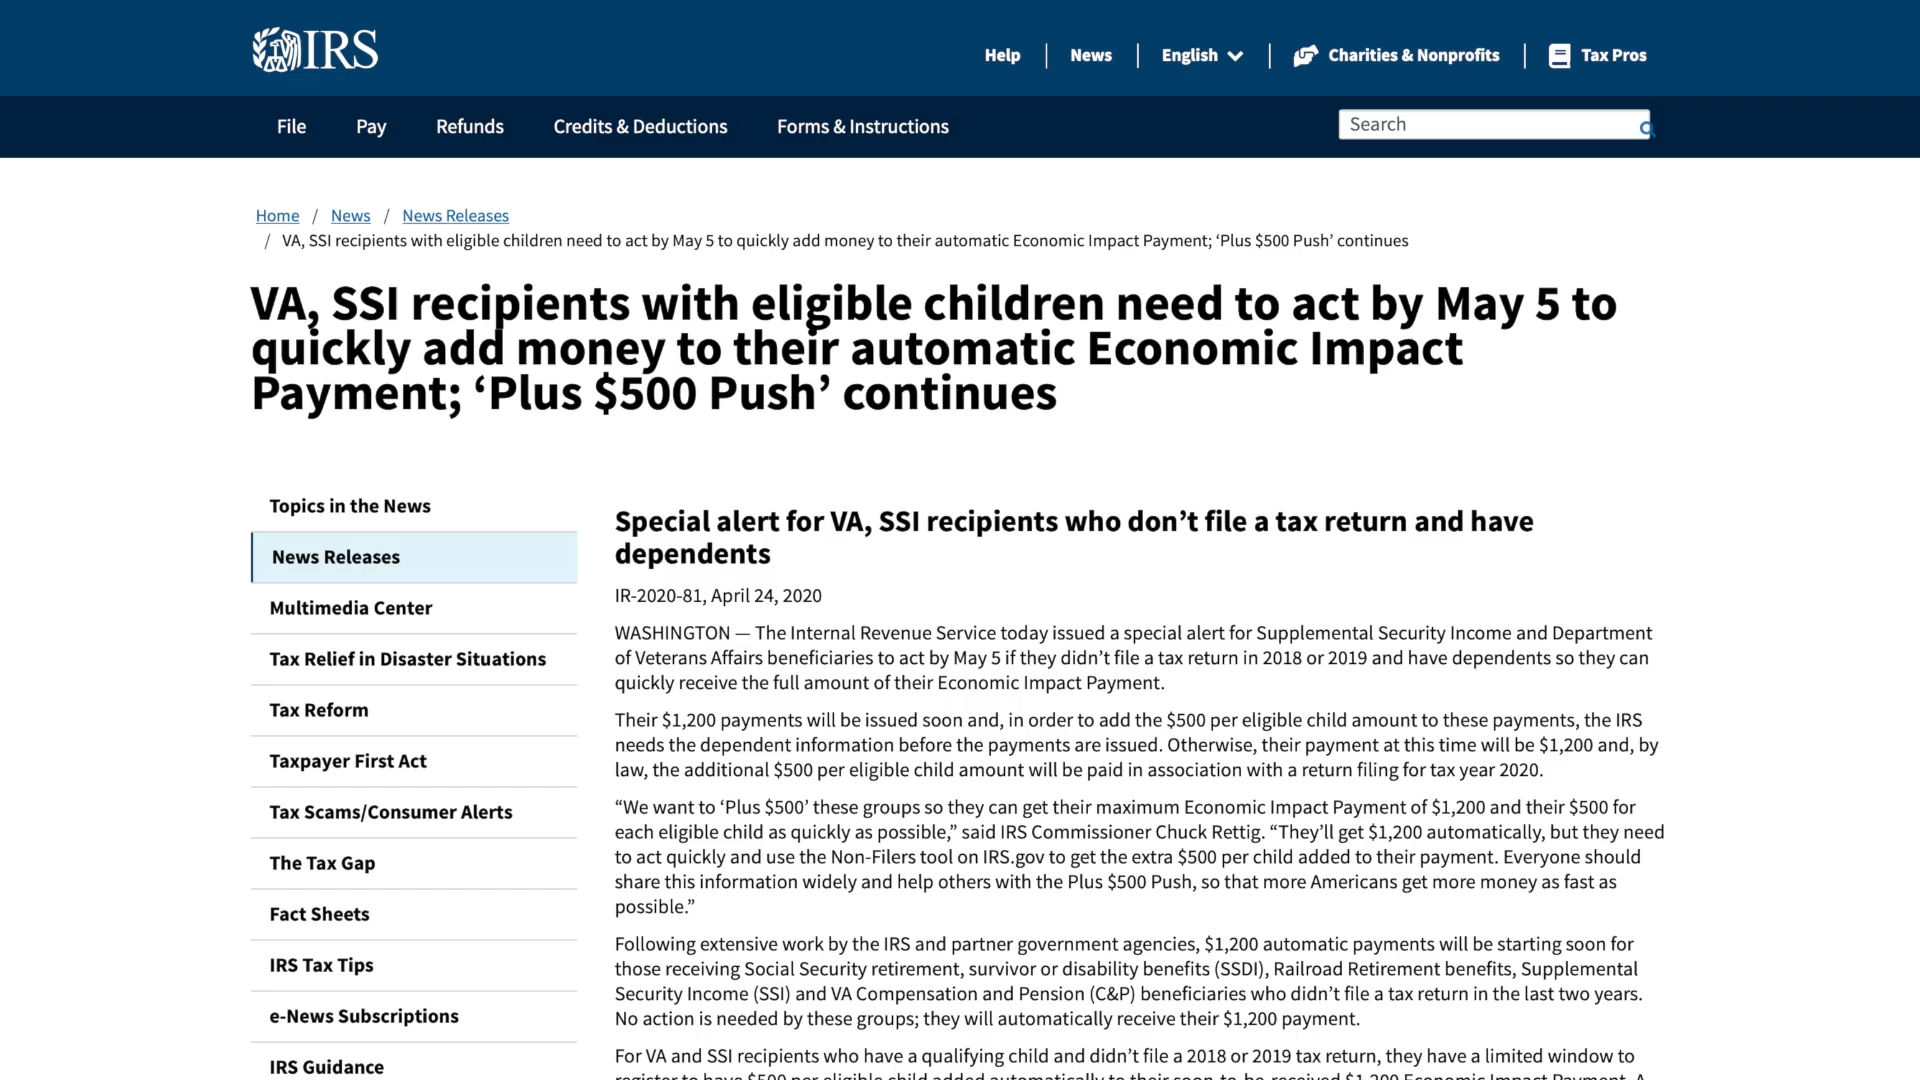 IRS
Help
News
English
Charities & Nonprofits
Tax Pros
File
Pay
Refunds
Credits & Deductions
Forms & Instructions
Search
Home / News / News Releases
/ VA, SSI recipients with eligible children need to act by May 5 to quickly add money to their automatic Economic Impact Payment; ‘Plus $500 Push’ continues
VA, SSI recipients with eligible children need to act by May 5 to
quickly add money to their automatic Economic Impact
Payment; ‘Plus $500 Push’ continues
Topics in the News
News Releases
Multimedia Center
Tax Relief in Disaster Situations
Tax Reform
Taxpayer First Act
Tax Scams/Consumer Alerts
The Tax Gap
Fact Sheets
IRS Tax Tips
e-News Subscriptions
IRS Guidance
Special alert for VA, SSI recipients who don’t file a tax return and have
dependents
IR-2020-81, April 24, 2020
WASHINGTON — The Internal Revenue Service today issued a special alert for Supplemental Security Income and Department
of Veterans Affairs beneficiaries to act by May 5 if they didn’t file a tax return in 2018 or 2019 and have dependents so they can
quickly receive the full amount of their Economic Impact Payment.
Their $1,200 payments will be issued soon and, in order to add the $500 per eligible child amount to these payments, the IRS
needs the dependent information before the payments are issued. Otherwise, their payment at this time will be $1,200 and, by
law, the additional $500 per eligible child amount will be paid in association with a return filing for tax year 2020.
“We want to ‘Plus $500’ these groups so they can get their maximum Economic Impact Payment of $1,200 and their $500 for
each eligible child as quickly as possible,” said IRS Commissioner Chuck Rettig. “They’ll get $1,200 automatically, but they need
to act quickly and use the Non-Filers tool on IRS.gov to get the extra $500 per child added to their payment. Everyone should
share this information widely and help others with the Plus $500 Push, so that more Americans get more money as fast as
possible.”
Following extensive work by the IRS and partner government agencies, $1,200 automatic payments will be starting soon for
those receiving Social Security retirement, survivor or disability benefits (SSDI), Railroad Retirement benefits, Supplemental
Security Income (SSI) and VA Compensation and Pension (C&P) beneficiaries who didn’t file a tax return in the last two years.
No action is needed by these groups; they will automatically receive their $1,200 payment.
For VA and SSI recipients who have a qualifying child and didn’t file a 2018 or 2019 tax return, they have a limited window to
register to have $500 per eligible child added automatically to their soon-to-be-received $1,200 Economic Impact Payment. A